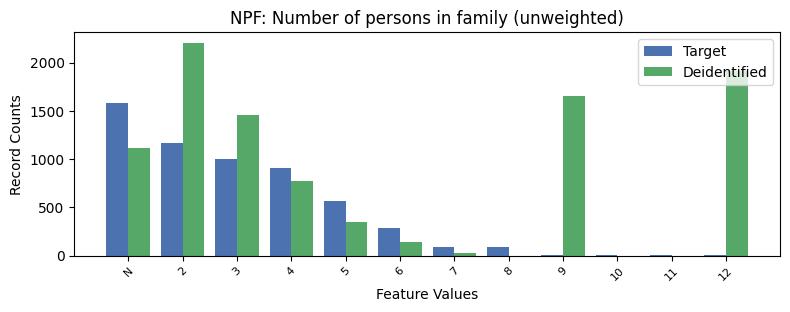 NPF: Number of persons in family (unweighted)
Target
Deidentified
Record Counts
2000
1500
1000
500
0
N 2 3 4 5 6 7 8 9 10 11 12
Feature Values